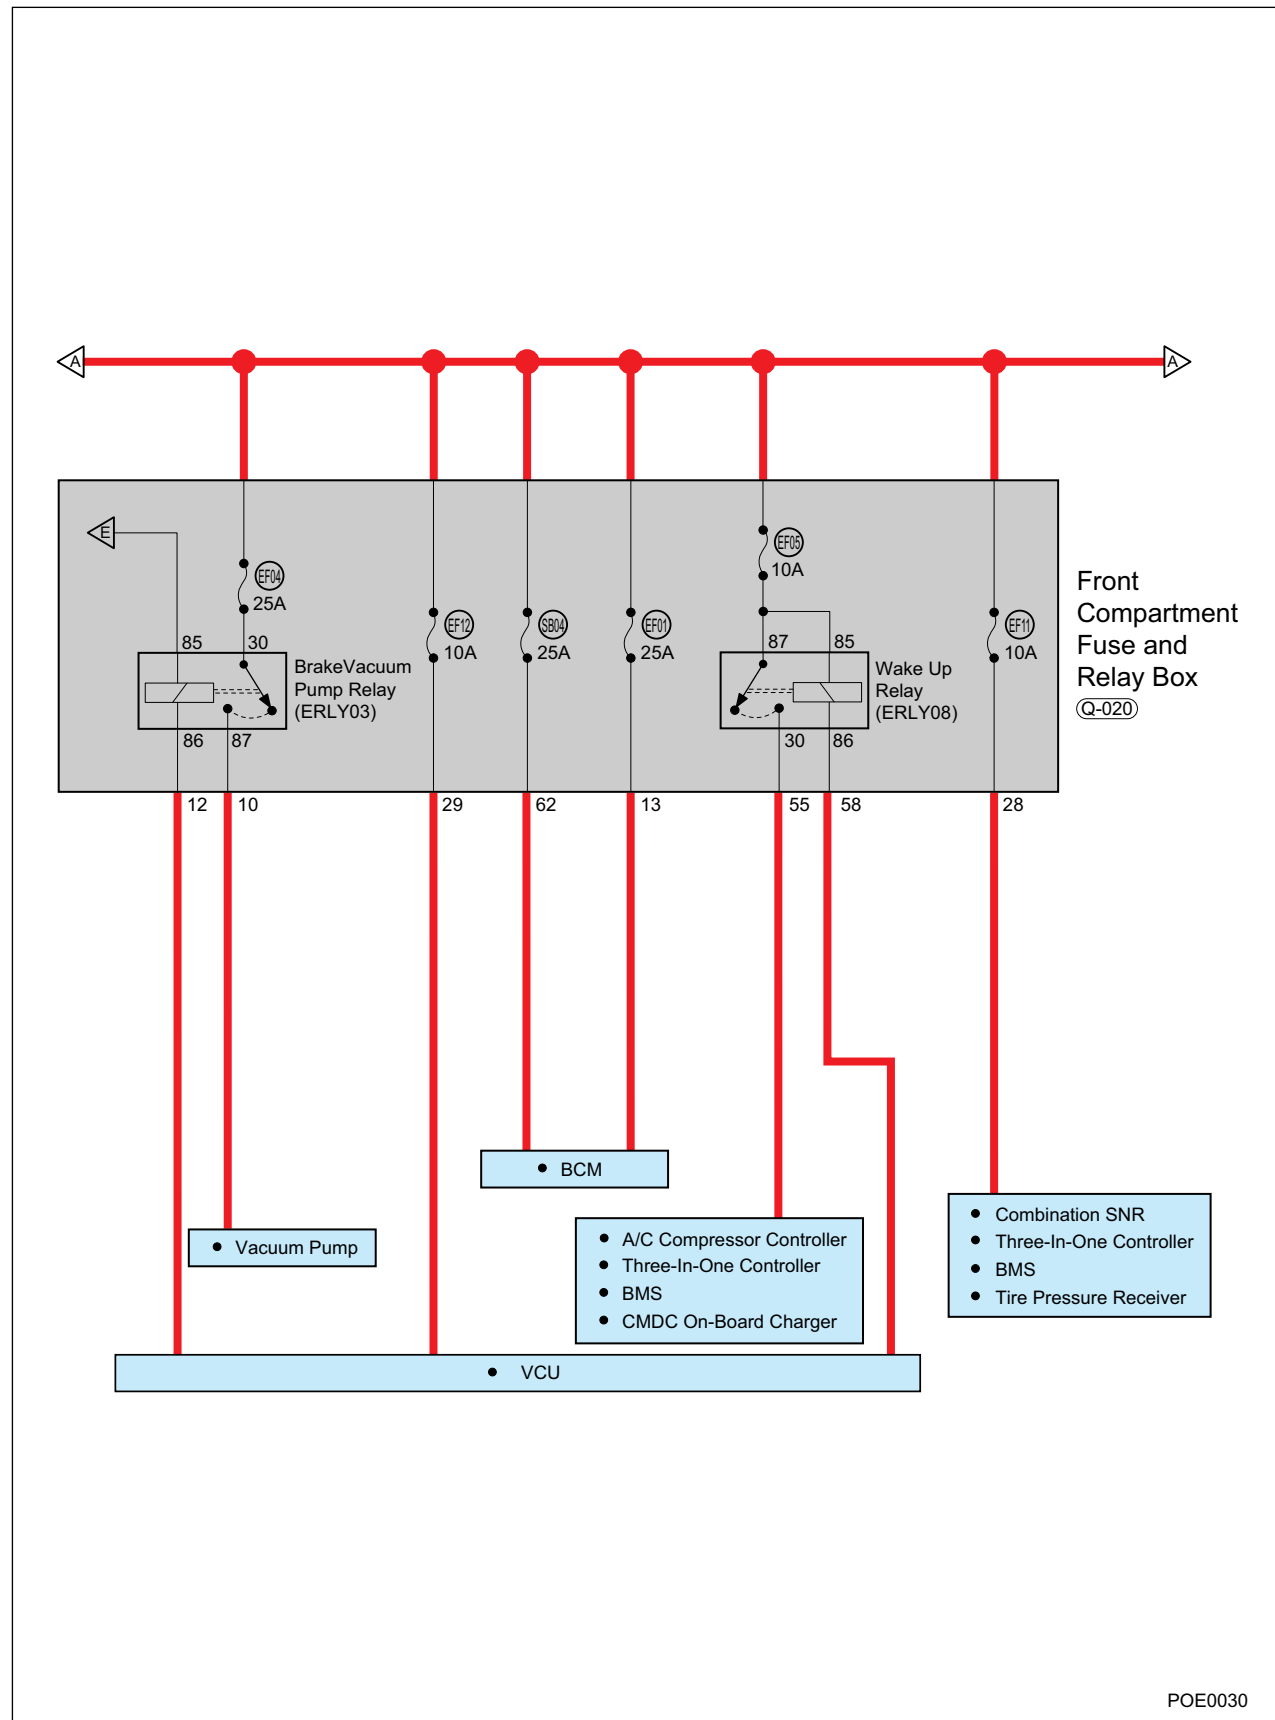 A
A
E
EF04
25A
EF05
10A
EF12
10A
SB04
25A
EF01
25A
EF11
10A
85
30
BrakeVacuum
Pump Relay
(ERLY03)
86
87
87
85
Wake Up
Relay
(ERLY08)
30
86
Front
Compartment
Fuse and
Relay Box
Q-020
12
10
29
62
13
55
58
28
• BCM
• Vacuum Pump
• A/C Compressor Controller
• Three-In-One Controller
• BMS
• CMDC On-Board Charger
• Combination SNR
• Three-In-One Controller
• BMS
• Tire Pressure Receiver
• VCU
POE0030